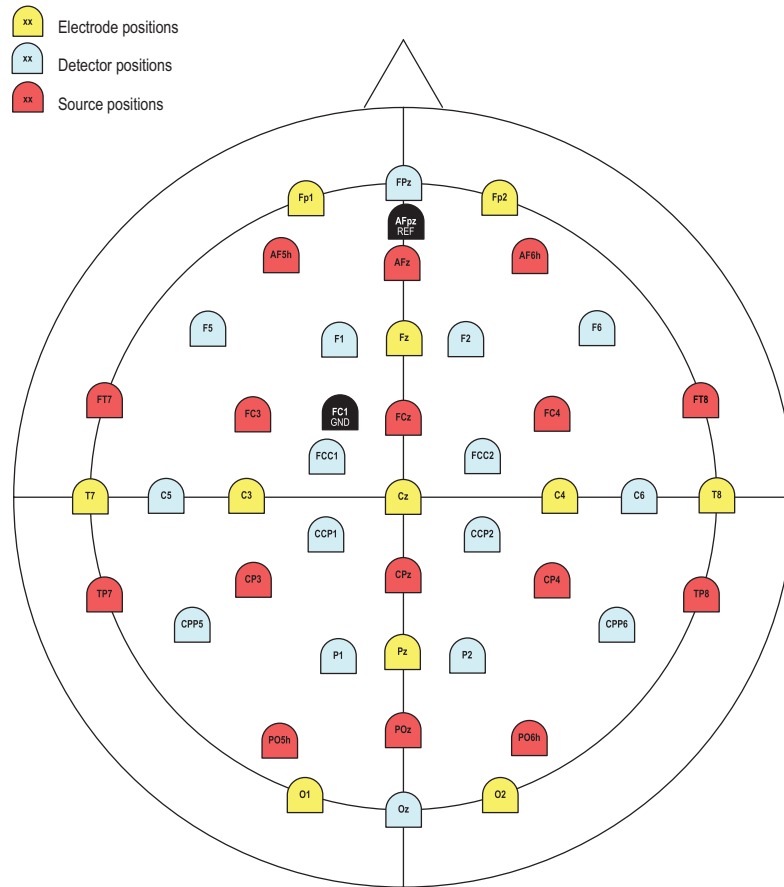 xx Electrode positions
xx Detector positions
xx Source positions
FPz
Fp1 Fp2
AFpz
REF
AF5h AFz AF6h
F5 F1 Fz F2 F6
FT7 FC3 FC1 FCz FC4 FT8
GND
FCC1 FCC2
T7 C5 C3 Cz C4 C6 T8
CCP1 CCP2
TP7 CP3 CPz CP4 TP8
CPP5 CPP6
P1 Pz P2
PO5h POz PO6h
O1 O2
Oz